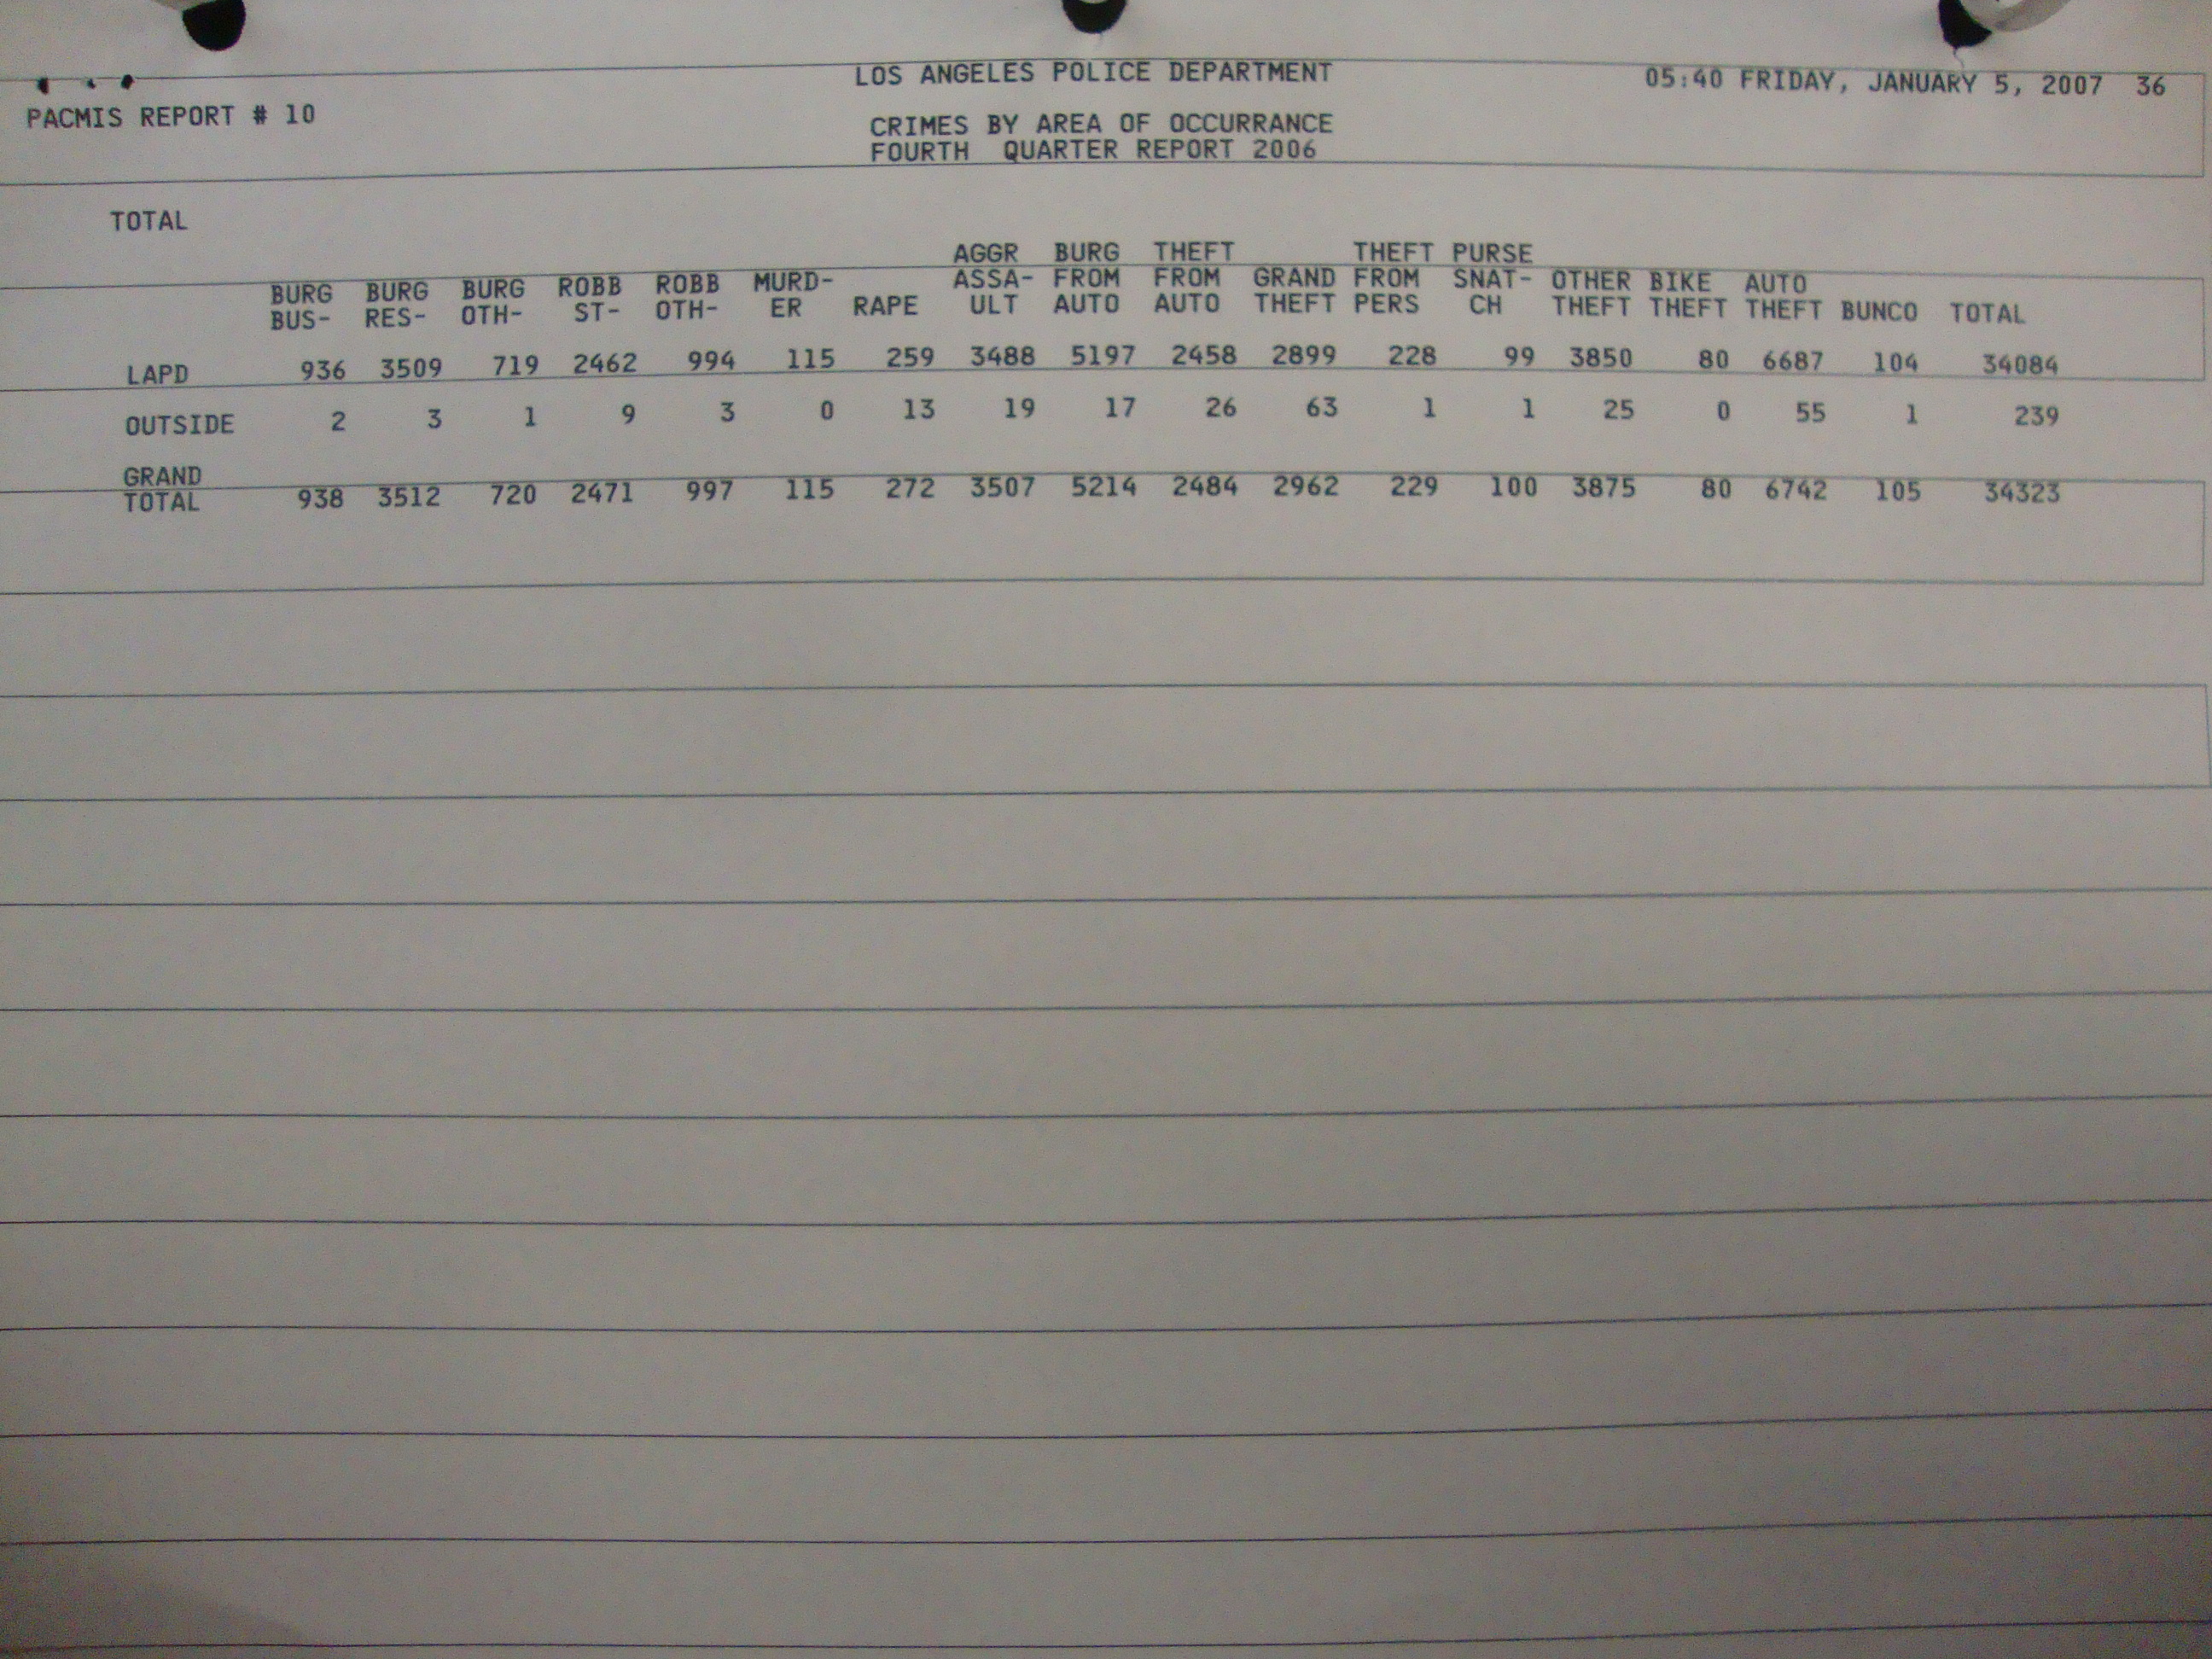 LOS ANGELES POLICE DEPARTMENT 05:40 FRIDAY, JANUARY 5, 2007 36
PACMIS REPORT # 10
CRIMES BY AREA OF OCCURRANCE
FOURTH QUARTER REPORT 2006
TOTAL
AGGR BURG THEFT THEFT PURSE
BURG BURG BURG ROBB ROBB MURD- ASSA- FROM FROM GRAND FROM SNAT- OTHER BIKE AUTO
BUS- RES- OTH- ST- OTH- ER RAPE ULT AUTO AUTO THEFT PERS CH THEFT THEFT THEFT BUNCO TOTAL
LAPD 936 3509 719 2462 994 115 259 3488 5197 2458 2899 228 99 3850 80 6687 104 34084
OUTSIDE 2 3 1 9 3 0 13 19 17 26 63 1 1 25 0 55 1 239
GRAND
TOTAL 938 3512 720 2471 997 115 272 3507 5214 2484 2962 229 100 3875 80 6742 105 34323